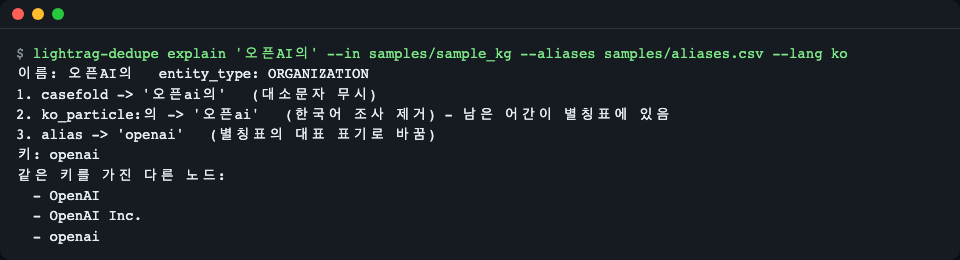 $ lightrag-dedupe explain '오픈AI의' --in samples/sample_kg --aliases samples/aliases.csv --lang ko
이름: 오픈AI의   entity_type: ORGANIZATION
1. casefold -> '오픈ai의'   (대소문자 무시)
2. ko_particle:의 -> '오픈ai'   (한국어 조사 제거) - 남은 어간이 별칭표에 있음
3. alias -> 'openai'   (별칭표의 대표 표기로 바꿈)
키: openai
같은 키를 가진 다른 노드:
  - OpenAI
  - OpenAI Inc.
  - openai